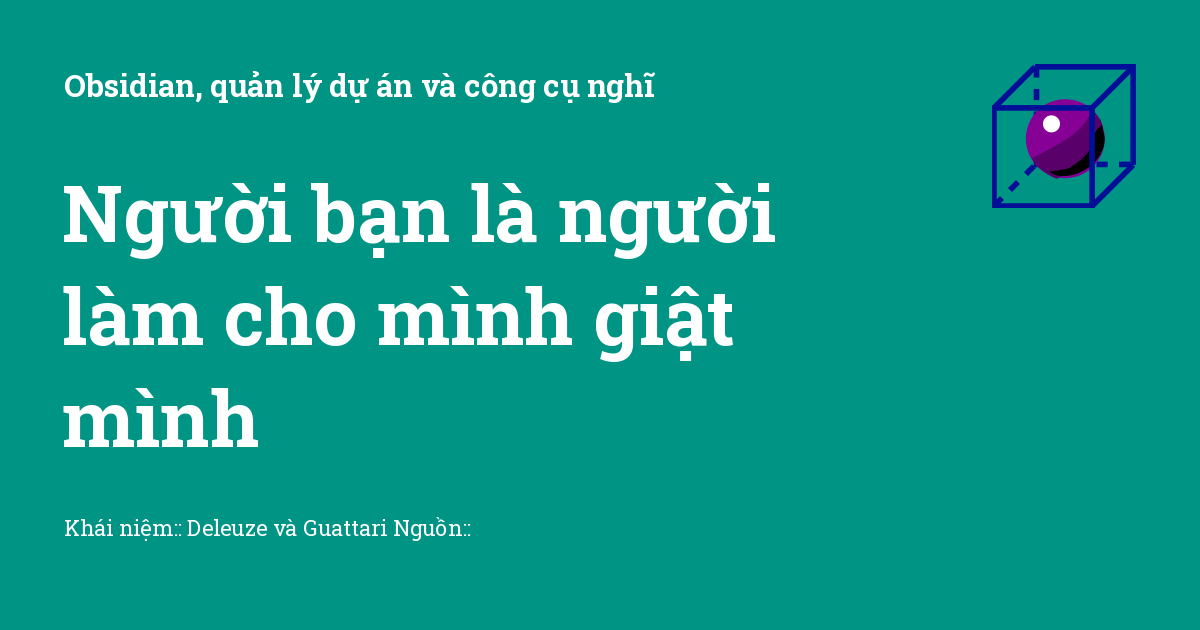 Obsidian, quản lý dự án và công cụ nghĩ
Người bạn là người
làm cho mình giật
mình
Khái niệm:: Deleuze và Guattari Nguồn::